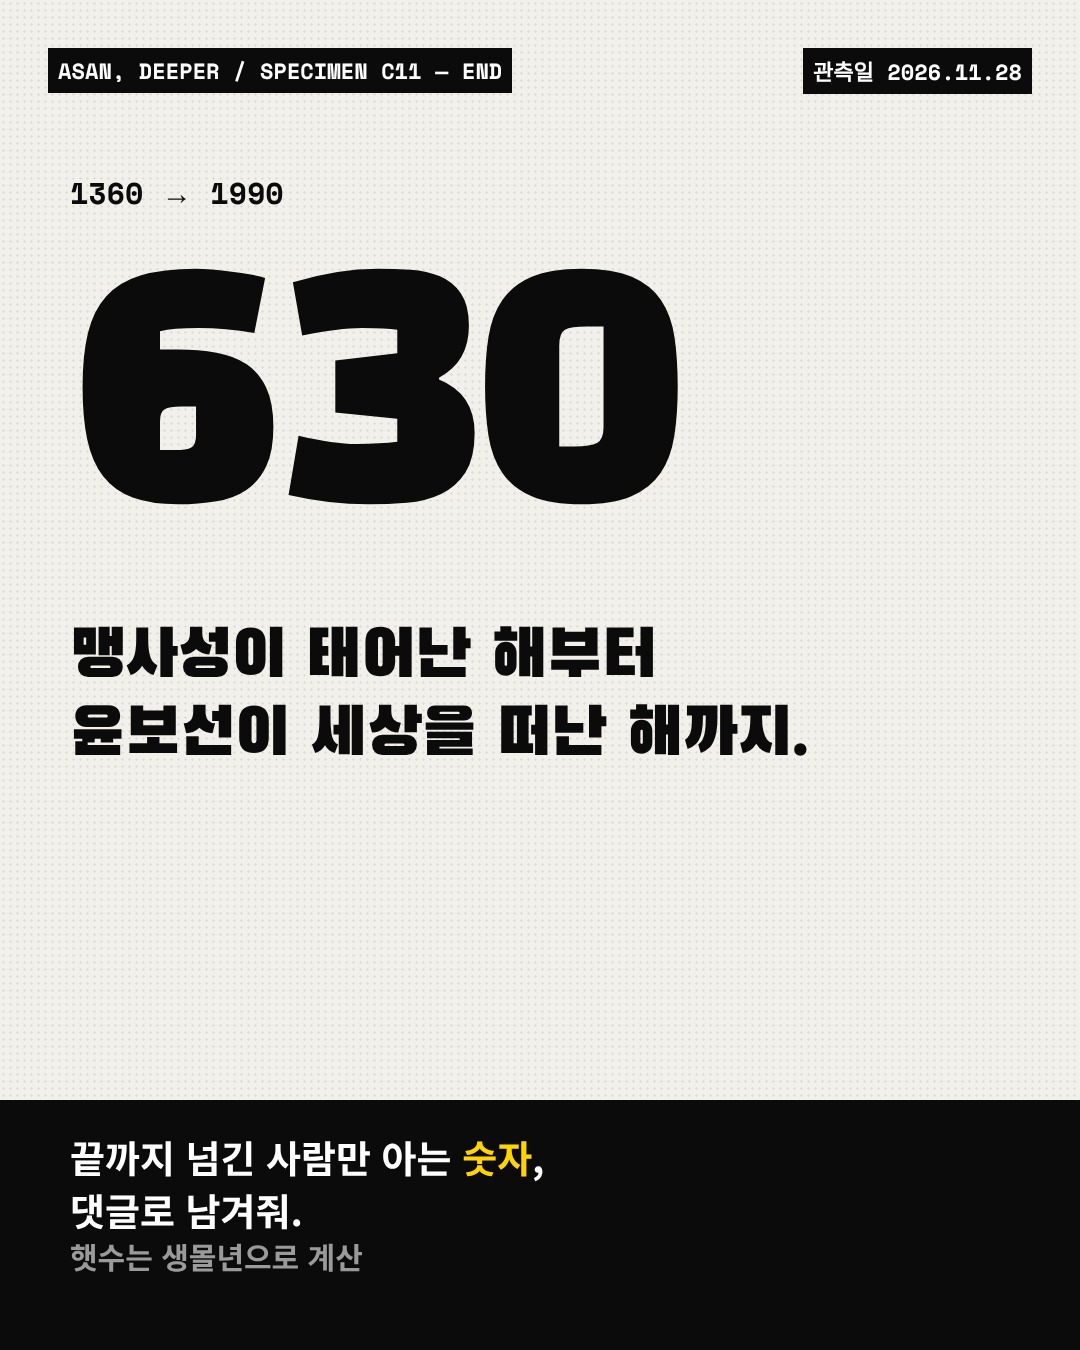 ASAN, DEEPER / SPECIMEN C11 — END
관측일 2026.11.28
1360 → 1990
630
맹사성이 태어난 해부터
윤보선이 세상을 떠난 해까지.
끝까지 넘긴 사람만 아는 숫자,
댓글로 남겨줘.
햇수는 생몰년으로 계산